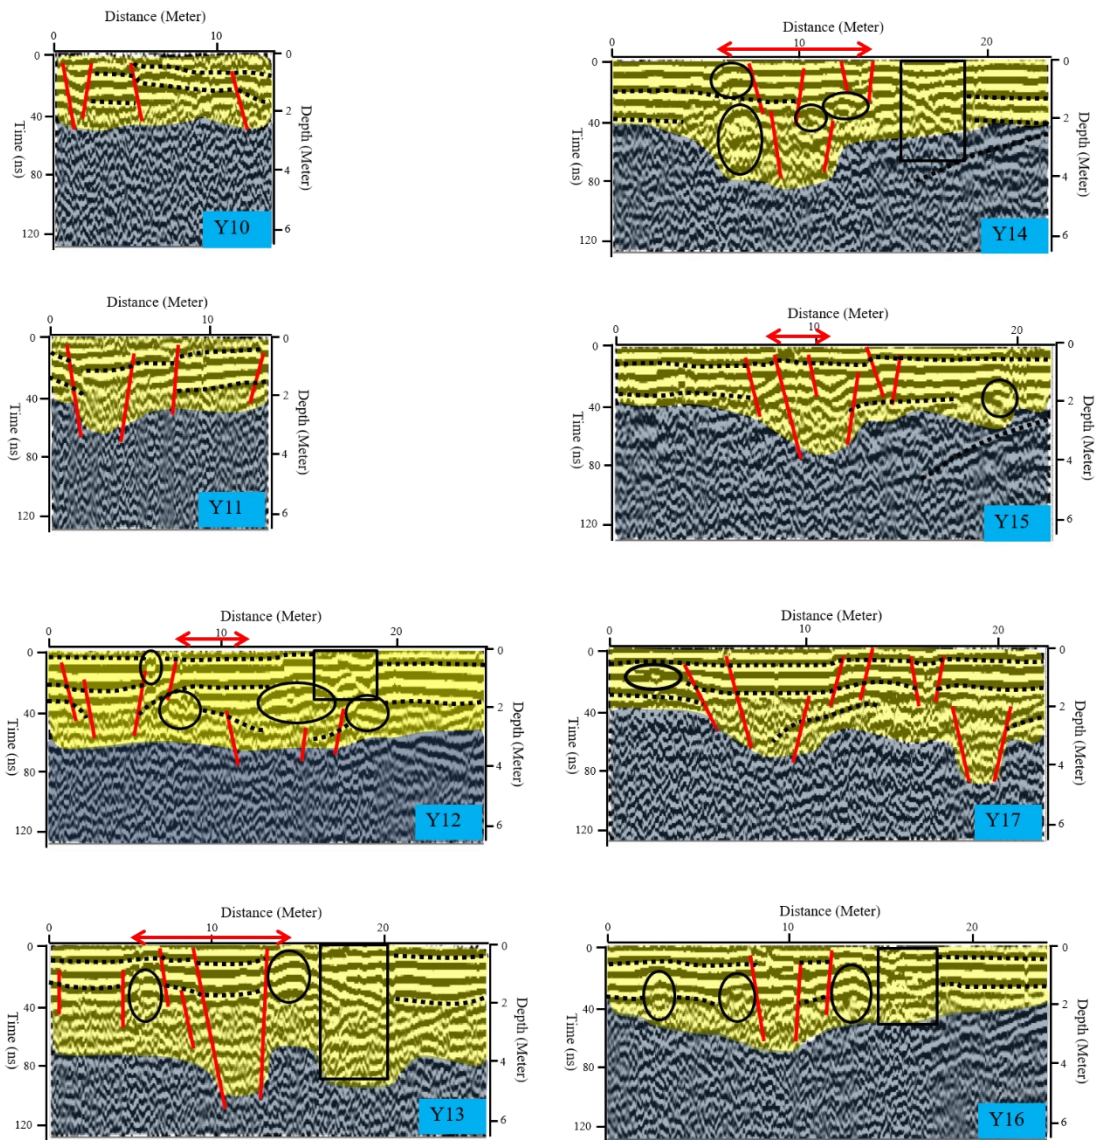 Distance (Meter)
0 10
0 40 80 120
Time (ns)
0 2 4 6
Depth (Meter)
Y10
Distance (Meter)
0 10 20
0 40 80 120
Time (ns)
0 2 4 6
Depth (Meter)
Y14
Distance (Meter)
0 10
0 40 80 120
Time (ns)
0 2 4 6
Depth (Meter)
Y11
Distance (Meter)
0 10 20
0 40 80 120
Time (ns)
0 2 4 6
Depth (Meter)
Y15
Distance (Meter)
0 10 20
0 40 80 120
Time (ns)
0 2 4 6
Depth (Meter)
Y12
Distance (Meter)
0 10 20
0 40 80 120
Time (ns)
0 2 4 6
Depth (Meter)
Y17
Distance (Meter)
0 10 20
0 40 80 120
Time (ns)
0 2 4 6
Depth (Meter)
Y13
Distance (Meter)
0 10 20
0 40 80 120
Time (ns)
0 2 4 6
Depth (Meter)
Y16